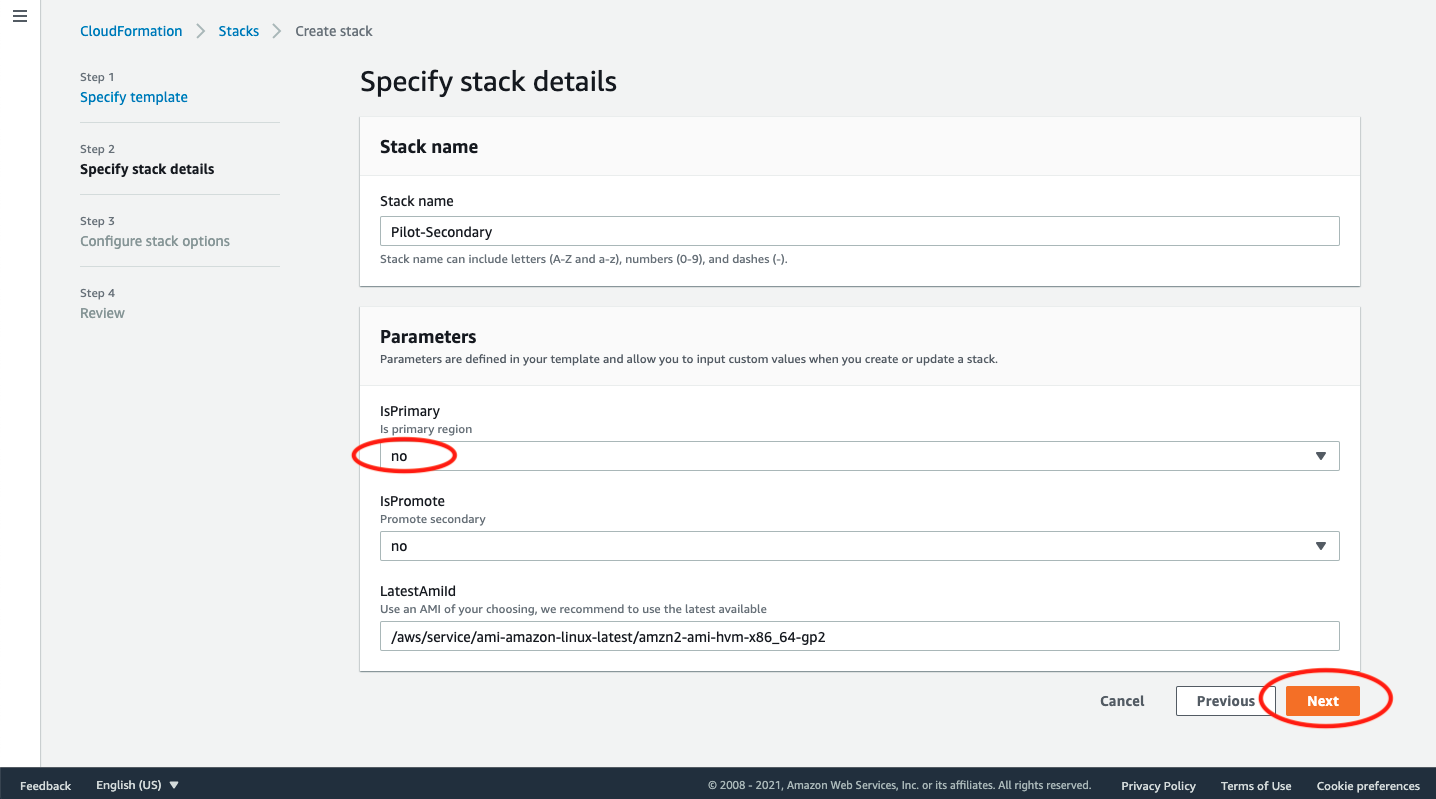 CloudFormation > Stacks > Create stack
Step 1
Specify template
Step 2
Specify stack details
Step 3
Configure stack options
Step 4
Review
Specify stack details
Stack name
Stack name
Pilot-Secondary
Stack name can include letters (A-Z and a-z), numbers (0-9), and dashes (-).
Parameters
Parameters are defined in your template and allow you to input custom values when you create or update a stack.
IsPrimary
Is primary region
no
IsPromote
Promote secondary
no
LatestAmiId
Use an AMI of your choosing, we recommend to use the latest available
/aws/service/ami-amazon-linux-latest/amzn2-ami-hvm-x86_64-gp2
Cancel Previous Next
Feedback English (US) © 2008 - 2021, Amazon Web Services, Inc. or its affiliates. All rights reserved. Privacy Policy Terms of Use Cookie preferences